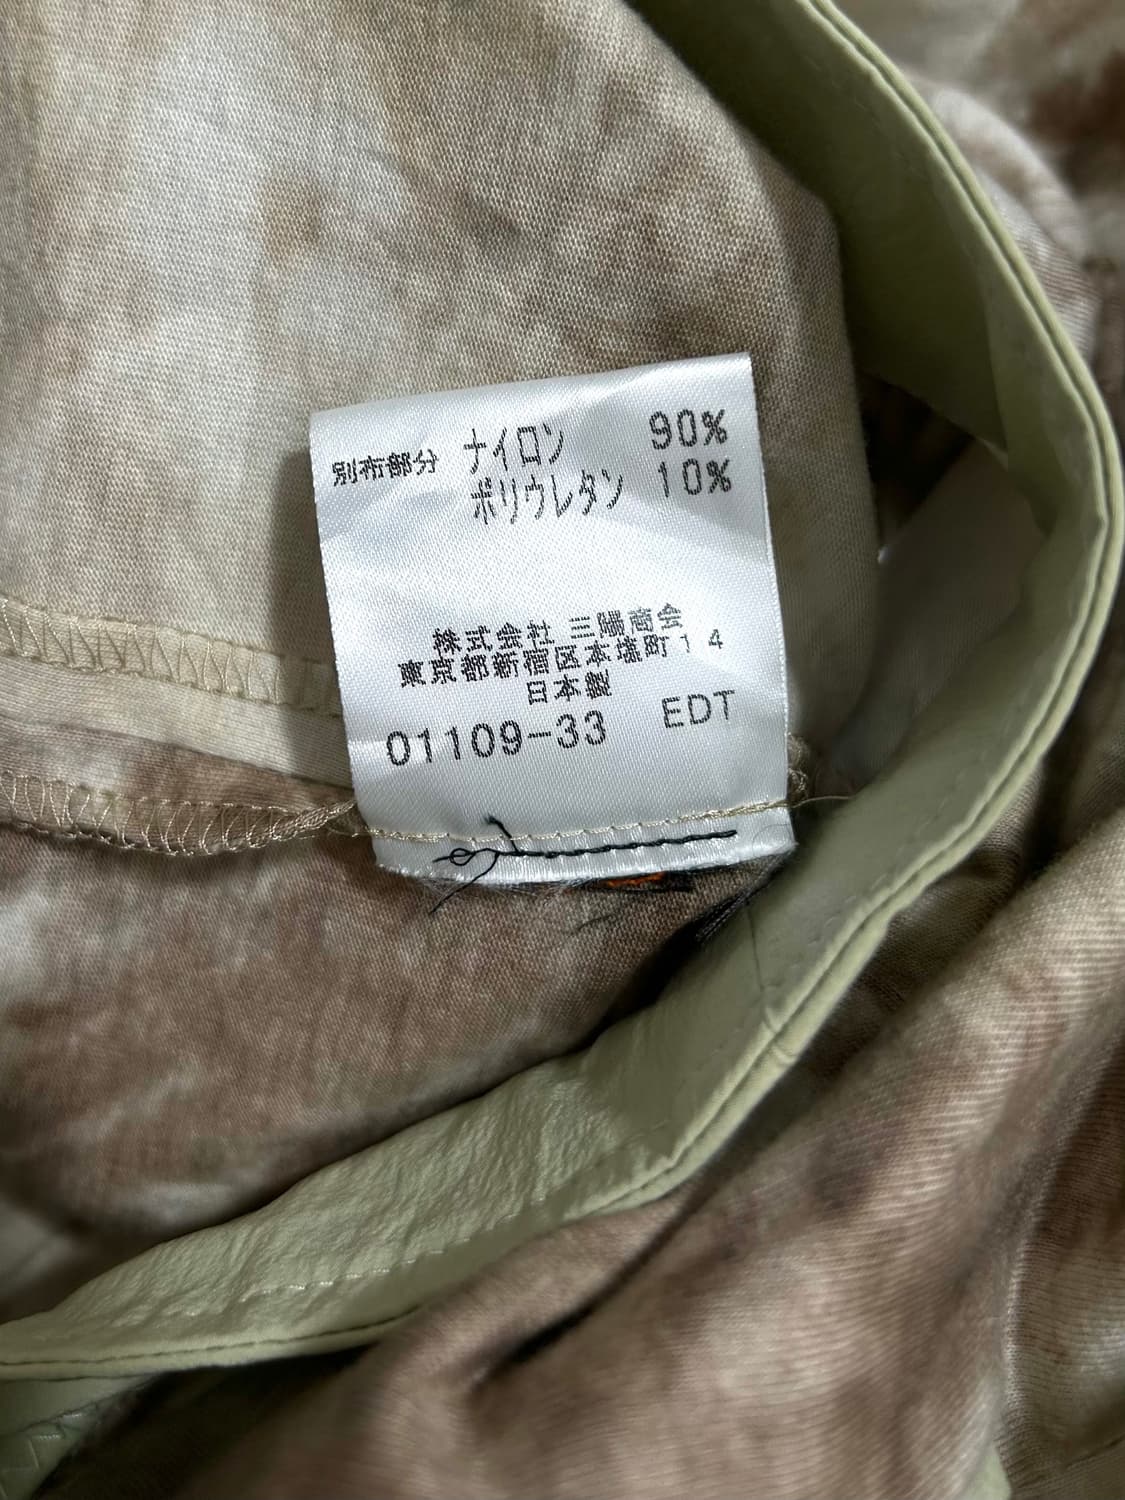 別布部分 ナイロン 90%
ポリウレタン 10%
株式会社 三陽商会
東京都新宿区本塩町14
日本製
01109-33 EDT